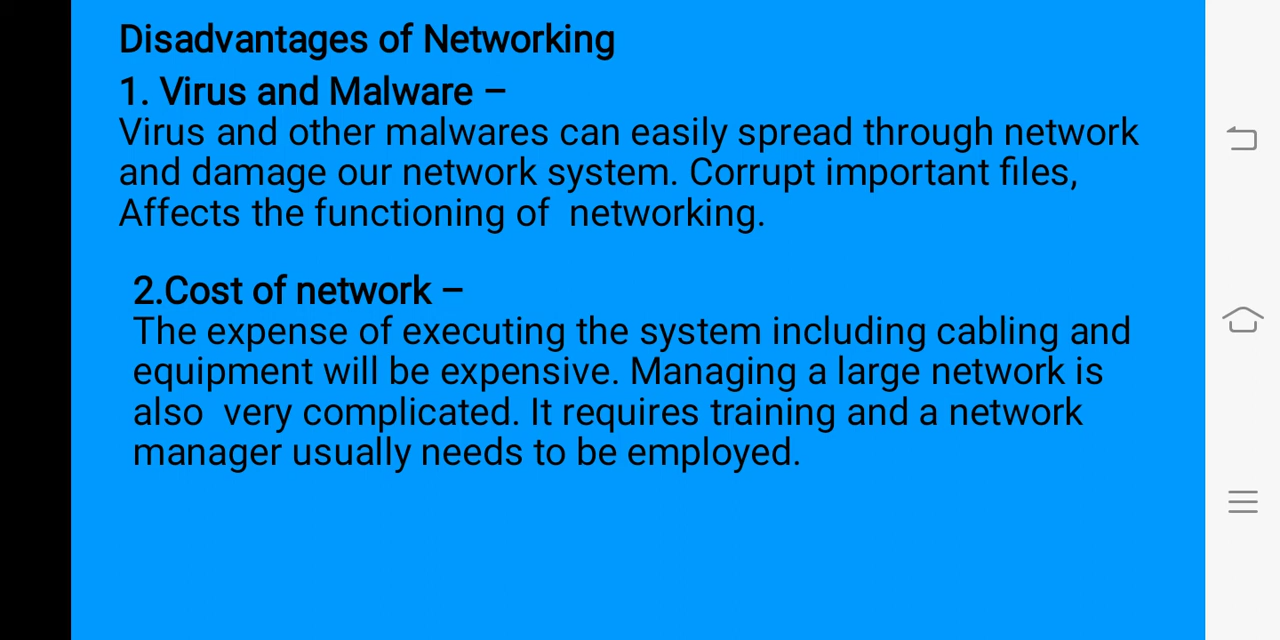 Disadvantages of Networking
1. Virus and Malware –
Virus and other malwares can easily spread through network
and damage our network system. Corrupt important files,
Affects the functioning of  networking.
2.Cost of network –
The expense of executing the system including cabling and
equipment will be expensive. Managing a large network is
also  very complicated. It requires training and a network
manager usually needs to be employed.